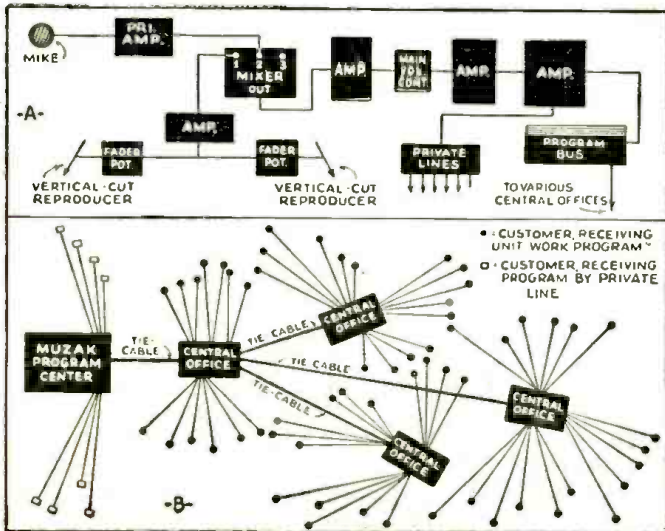 MIKE
PRI.
AMP.
1 2 3
MIXER
OUT
AMP.
MAIN
VOL.
CONT.
AMP.
AMP.
-A-
AMP.
FADER
POT.
FADER
POT.
PRIVATE
LINES
PROGRAM
BUS
VERTICAL-CUT
REPRODUCER
VERTICAL-CUT
REPRODUCER
TO VARIOUS
CENTRAL OFFICES
• = CUSTOMER, RECEIVING
UNIT WORK PROGRAM
▫ = CUSTOMER, RECEIVING
PROGRAM BY PRIVATE
LINE
MUZAK
PROGRAM
CENTER
TIE-
CABLE
CENTRAL
OFFICE
TIE-CABLE
CENTRAL
OFFICE
TIE CABLE
CENTRAL
OFFICE
TIE-CABLE
CENTRAL
OFFICE
-B-